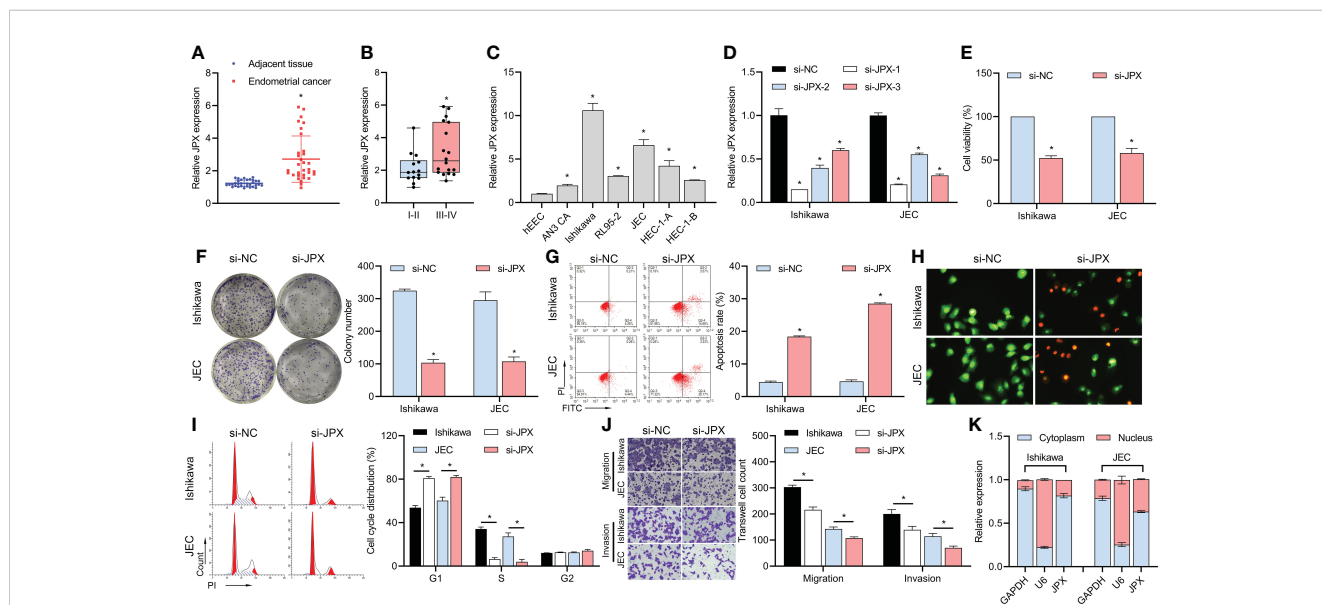 A
Adjacent tissue
Endometrial cancer
Relative JPX expression
8
6
4
2
0
*
B
Relative JPX expression
8
6
4
2
0
*
I-II
III-IV
C
Relative JPX expression
15
10
5
0
*
*
*
*
*
*
hEEC
AN3 CA
Ishikawa
RL95-2
JEC
HEC-1-A
HEC-1-B
D
si-NC
si-JPX-1
si-JPX-2
si-JPX-3
Relative JPX expression
1.5
1.0
0.5
0.0
*
*
*
*
*
*
Ishikawa
JEC
E
si-NC
si-JPX
Cell viability (%)
150
100
50
0
*
*
Ishikawa
JEC
F
si-NC
si-JPX
Ishikawa
JEC
Colony number
400
300
200
100
0
si-NC
si-JPX
*
*
Ishikawa
JEC
G
si-NC
si-JPX
Ishikawa
JEC
PI
FITC
Apoptosis rate (%)
40
30
20
10
0
si-NC
si-JPX
*
*
Ishikawa
JEC
H
si-NC
si-JPX
Ishikawa
JEC
I
si-NC
si-JPX
Ishikawa
JEC
Count
PI
Cell cycle distribution (%)
120
90
60
30
0
Ishikawa
si-JPX
JEC
si-JPX
*
*
*
*
G1
S
G2
J
si-NC
si-JPX
Migration
Ishikawa
JEC
Invasion
Ishikawa
JEC
Transwell cell count
500
400
300
200
100
0
Ishikawa
si-JPX
JEC
si-JPX
*
*
*
*
Migration
Invasion
K
Cytoplasm
Nucleus
Ishikawa
JEC
Relative expression
1.5
1.0
0.5
0.0
GAPDH
U6
JPX
GAPDH
U6
JPX